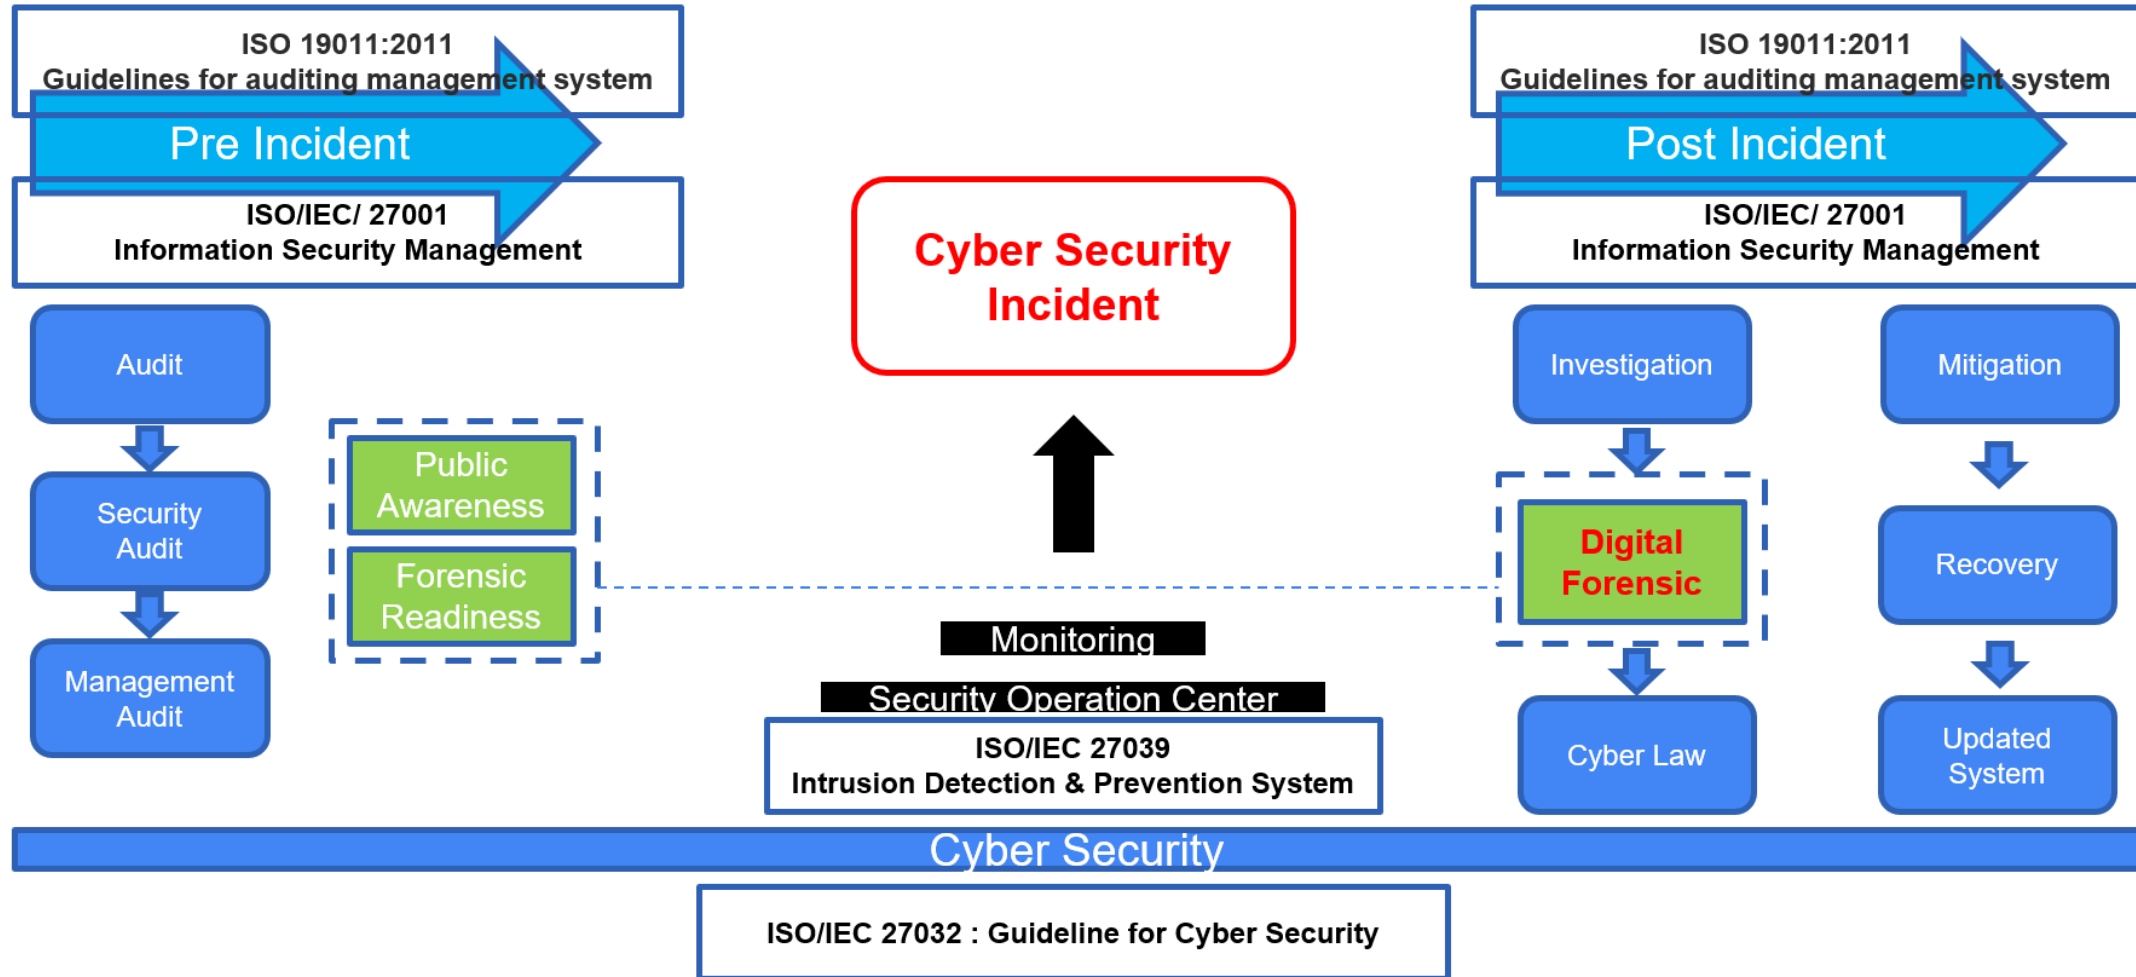 ISO 19011:2011
Guidelines for auditing management system
Pre Incident
ISO/IEC/ 27001
Information Security Management
Audit
Security
Audit
Management
Audit
Public
Awareness
Forensic
Readiness
Cyber Security
Incident
Monitoring
Security Operation Center
ISO/IEC 27039
Intrusion Detection & Prevention System
ISO 19011:2011
Guidelines for auditing management system
Post Incident
ISO/IEC/ 27001
Information Security Management
Investigation
Digital
Forensic
Cyber Law
Mitigation
Recovery
Updated
System
Cyber Security
ISO/IEC 27032 : Guideline for Cyber Security